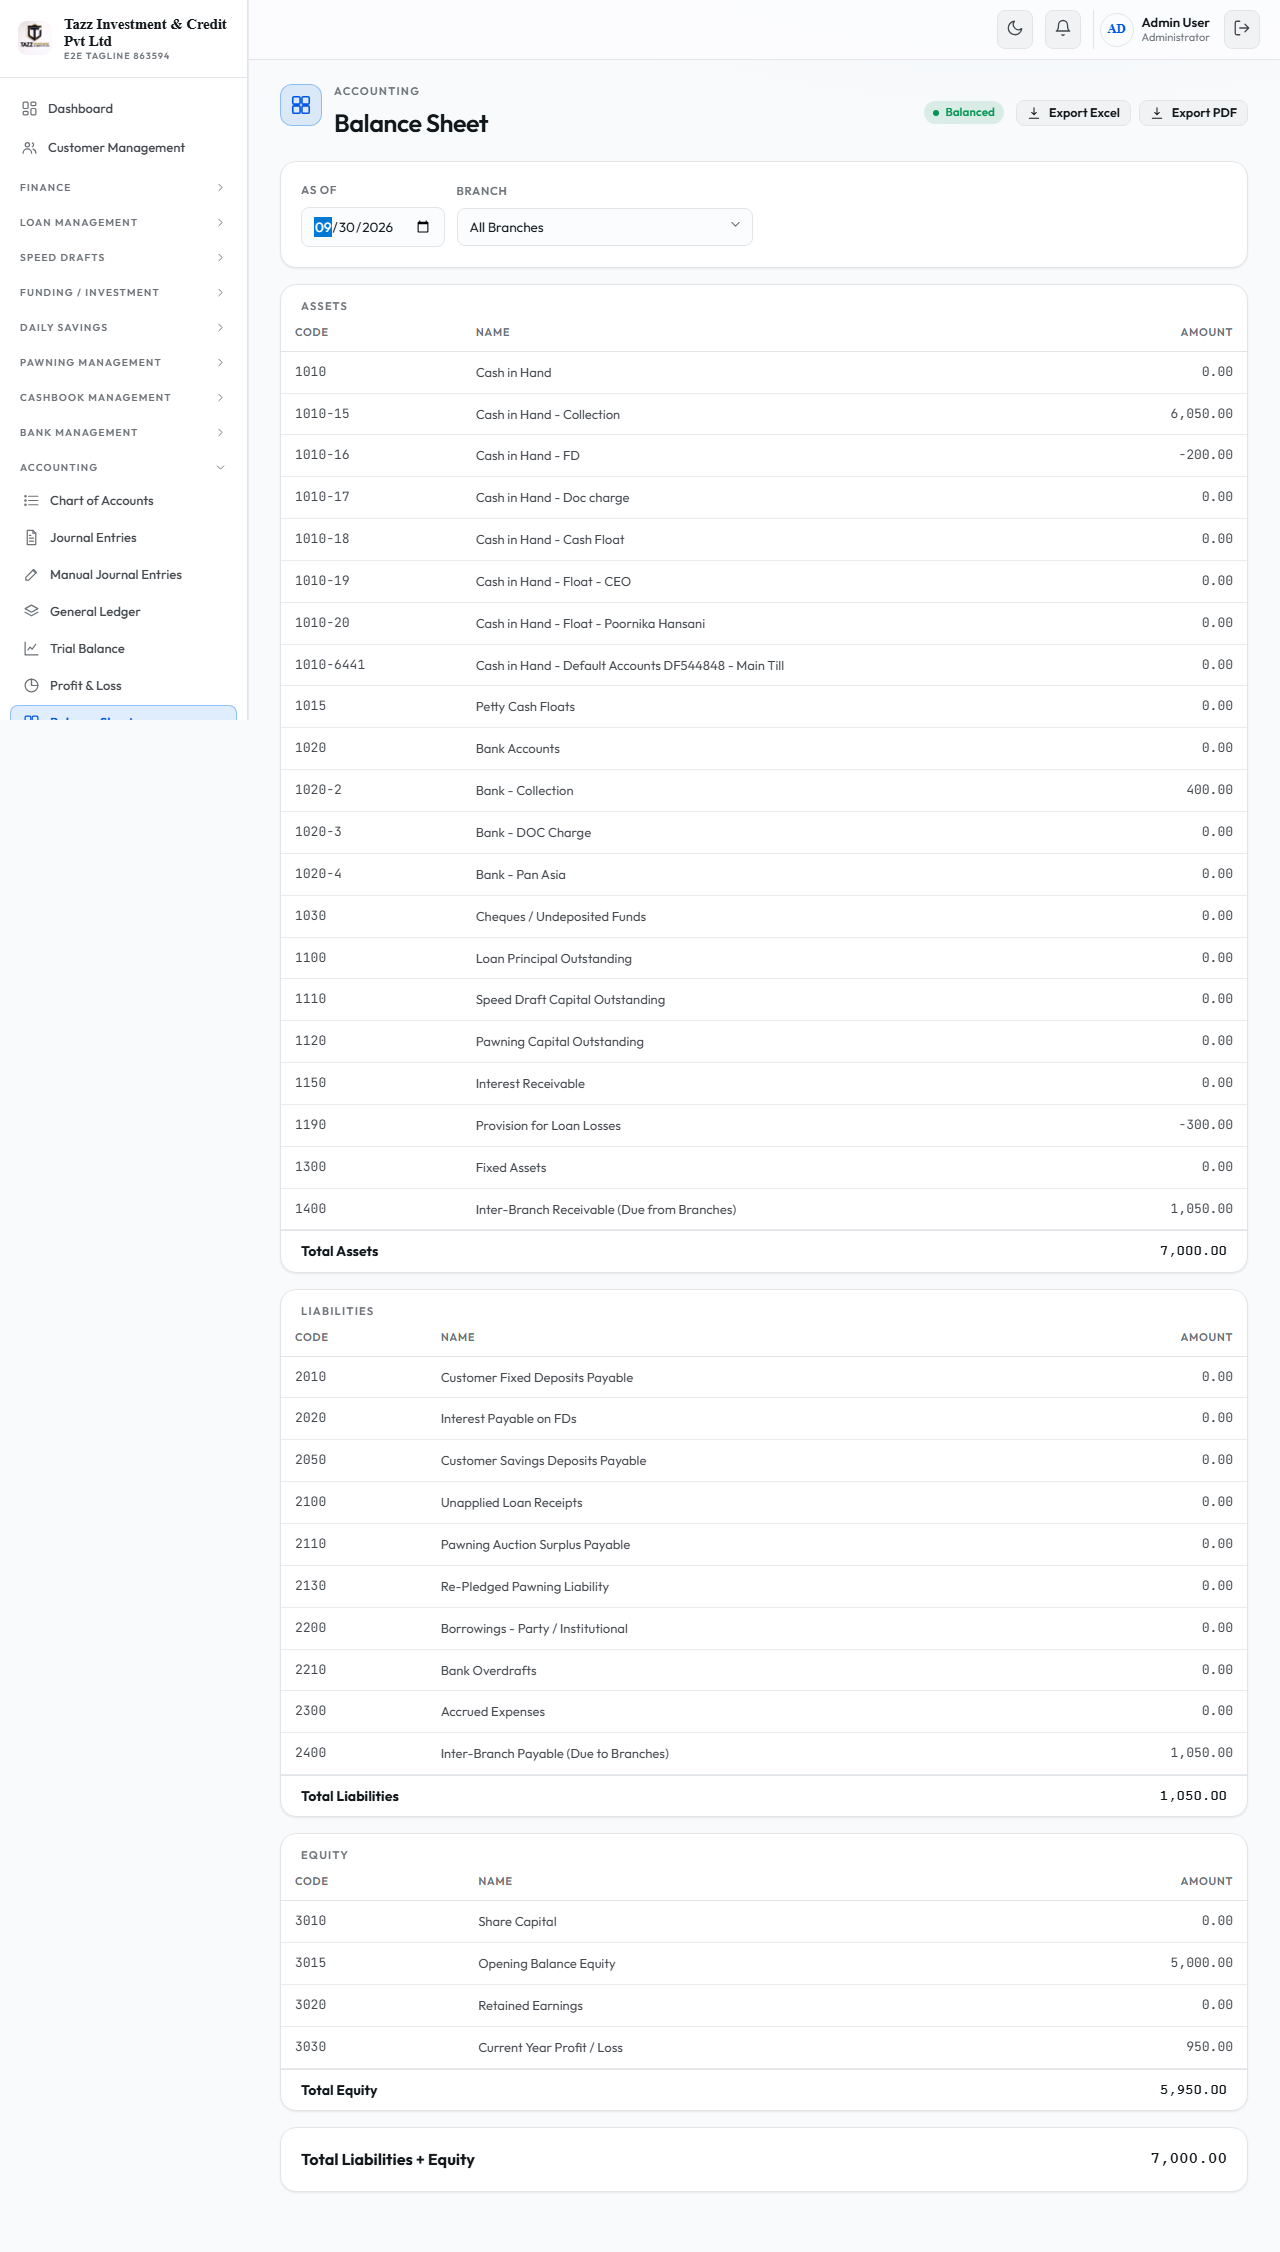 Tazz Investment & Credit
Pvt Ltd
E2E TAGLINE 863594
TAZZ
AD
Admin User
Administrator
Dashboard
Customer Management
FINANCE
LOAN MANAGEMENT
SPEED DRAFTS
FUNDING / INVESTMENT
DAILY SAVINGS
PAWNING MANAGEMENT
CASHBOOK MANAGEMENT
BANK MANAGEMENT
ACCOUNTING
Chart of Accounts
Journal Entries
Manual Journal Entries
General Ledger
Trial Balance
Profit & Loss
Balance Sheet
ACCOUNTING
Balance Sheet
Balanced
Export Excel
Export PDF
AS OF
BRANCH
09/30/2026
All Branches
ASSETS
CODE NAME AMOUNT
1010 Cash in Hand 0.00
1010-15 Cash in Hand - Collection 6,050.00
1010-16 Cash in Hand - FD -200.00
1010-17 Cash in Hand - Doc charge 0.00
1010-18 Cash in Hand - Cash Float 0.00
1010-19 Cash in Hand - Float - CEO 0.00
1010-20 Cash in Hand - Float - Poornika Hansani 0.00
1010-6441 Cash in Hand - Default Accounts DF544848 - Main Till 0.00
1015 Petty Cash Floats 0.00
1020 Bank Accounts 0.00
1020-2 Bank - Collection 400.00
1020-3 Bank - DOC Charge 0.00
1020-4 Bank - Pan Asia 0.00
1030 Cheques / Undeposited Funds 0.00
1100 Loan Principal Outstanding 0.00
1110 Speed Draft Capital Outstanding 0.00
1120 Pawning Capital Outstanding 0.00
1150 Interest Receivable 0.00
1190 Provision for Loan Losses -300.00
1300 Fixed Assets 0.00
1400 Inter-Branch Receivable (Due from Branches) 1,050.00
Total Assets 7,000.00
LIABILITIES
CODE NAME AMOUNT
2010 Customer Fixed Deposits Payable 0.00
2020 Interest Payable on FDs 0.00
2050 Customer Savings Deposits Payable 0.00
2100 Unapplied Loan Receipts 0.00
2110 Pawning Auction Surplus Payable 0.00
2130 Re-Pledged Pawning Liability 0.00
2200 Borrowings - Party / Institutional 0.00
2210 Bank Overdrafts 0.00
2300 Accrued Expenses 0.00
2400 Inter-Branch Payable (Due to Branches) 1,050.00
Total Liabilities 1,050.00
EQUITY
CODE NAME AMOUNT
3010 Share Capital 0.00
3015 Opening Balance Equity 5,000.00
3020 Retained Earnings 0.00
3030 Current Year Profit / Loss 950.00
Total Equity 5,950.00
Total Liabilities + Equity 7,000.00